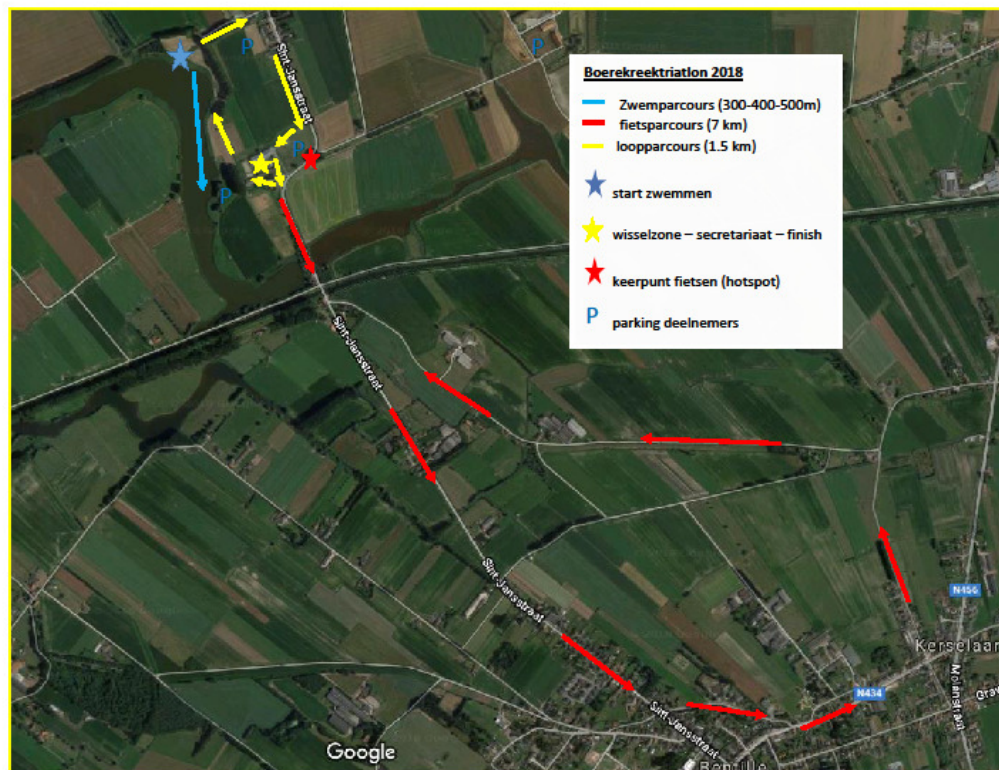 Sint-Jansstraat
P
P
P
P
Boerekreektriatlon 2018
Zwemparcours (300-400-500m)
fietsparcours (7 km)
loopparcours (1.5 km)
start zwemmen
wisselzone – secretariaat – finish
keerpunt fietsen (hotspot)
P parking deelnemers
Sint-Jansstraat
Sint-Jansstraat
N456
Kerselaar
Molenstraat
N434
Sint-Jansstraat
Google